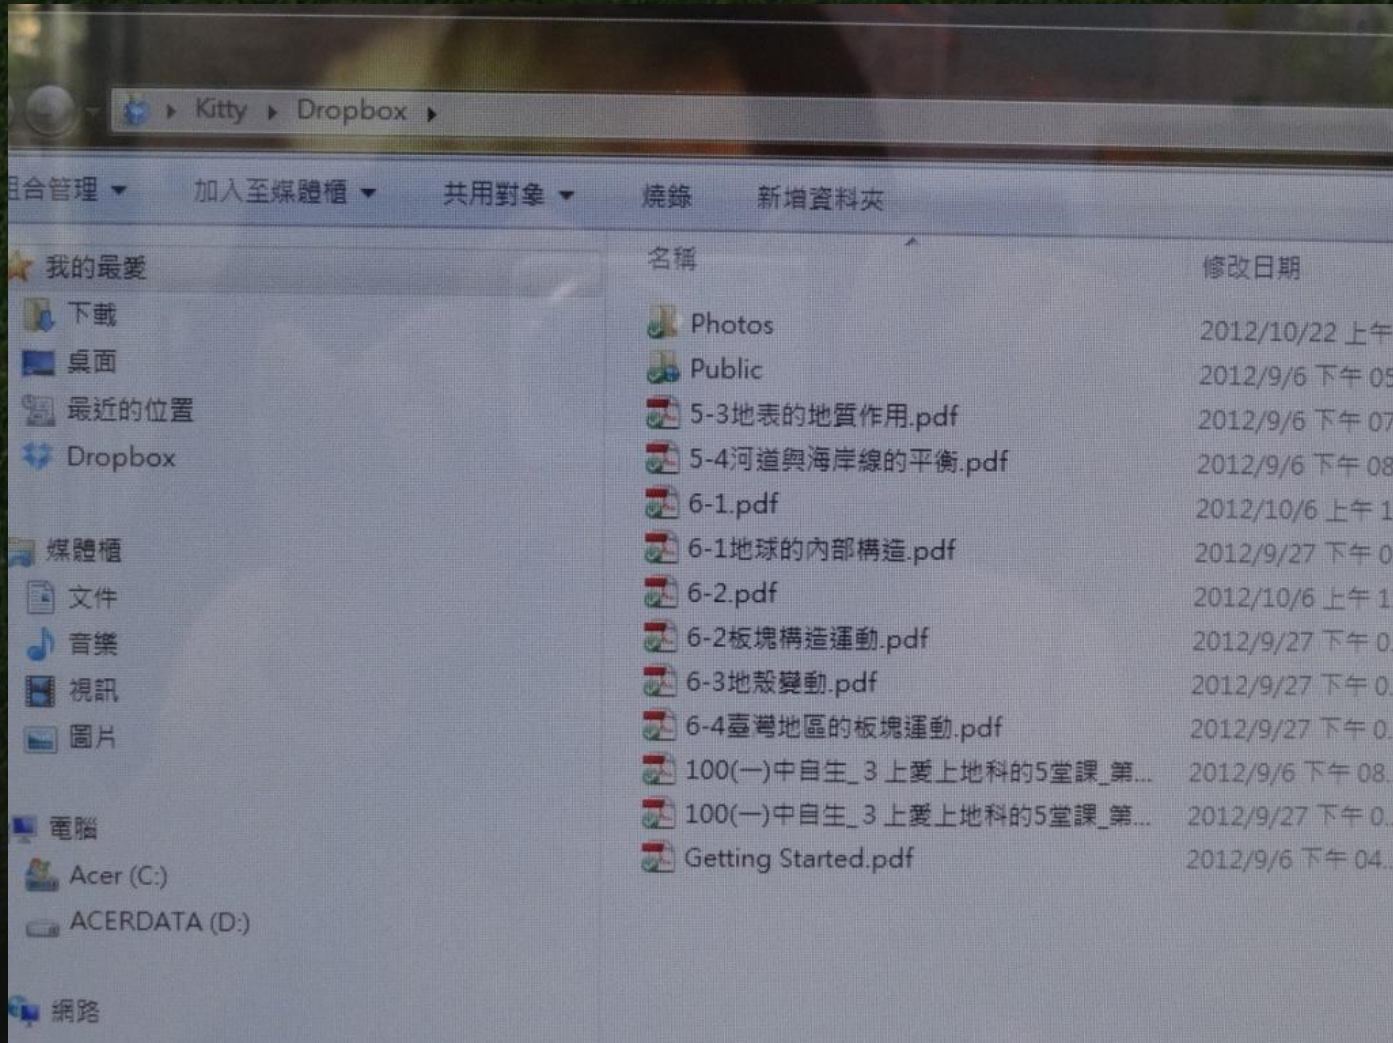 Kitty ▸ Dropbox ▸
組合管理 加入至媒體櫃 共用對象 燒錄 新增資料夾
我的最愛
下載
桌面
最近的位置
Dropbox
媒體櫃
文件
音樂
視訊
圖片
電腦
Acer (C:)
ACERDATA (D:)
網路
名稱 修改日期
Photos 2012/10/22 上午
Public 2012/9/6 下午 05
5-3地表的地質作用.pdf 2012/9/6 下午 07
5-4河道與海岸線的平衡.pdf 2012/9/6 下午 08
6-1.pdf 2012/10/6 上午 1
6-1地球的內部構造.pdf 2012/9/27 下午 0
6-2.pdf 2012/10/6 上午 1
6-2板塊構造運動.pdf 2012/9/27 下午 0.
6-3地殼變動.pdf 2012/9/27 下午 0.
6-4臺灣地區的板塊運動.pdf 2012/9/27 下午 0.
100(一)中自生_３上愛上地科的5堂課_第... 2012/9/6 下午 08.
100(一)中自生_３上愛上地科的5堂課_第... 2012/9/27 下午 0.
Getting Started.pdf 2012/9/6 下午 04.